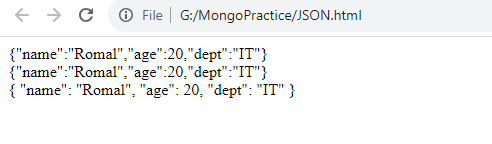 File | G:/MongoPractice/JSON.html
{"name":"Romal","age":20,"dept":"IT"}
{"name":"Romal","age":20,"dept":"IT"}
{ "name": "Romal", "age": 20, "dept": "IT" }